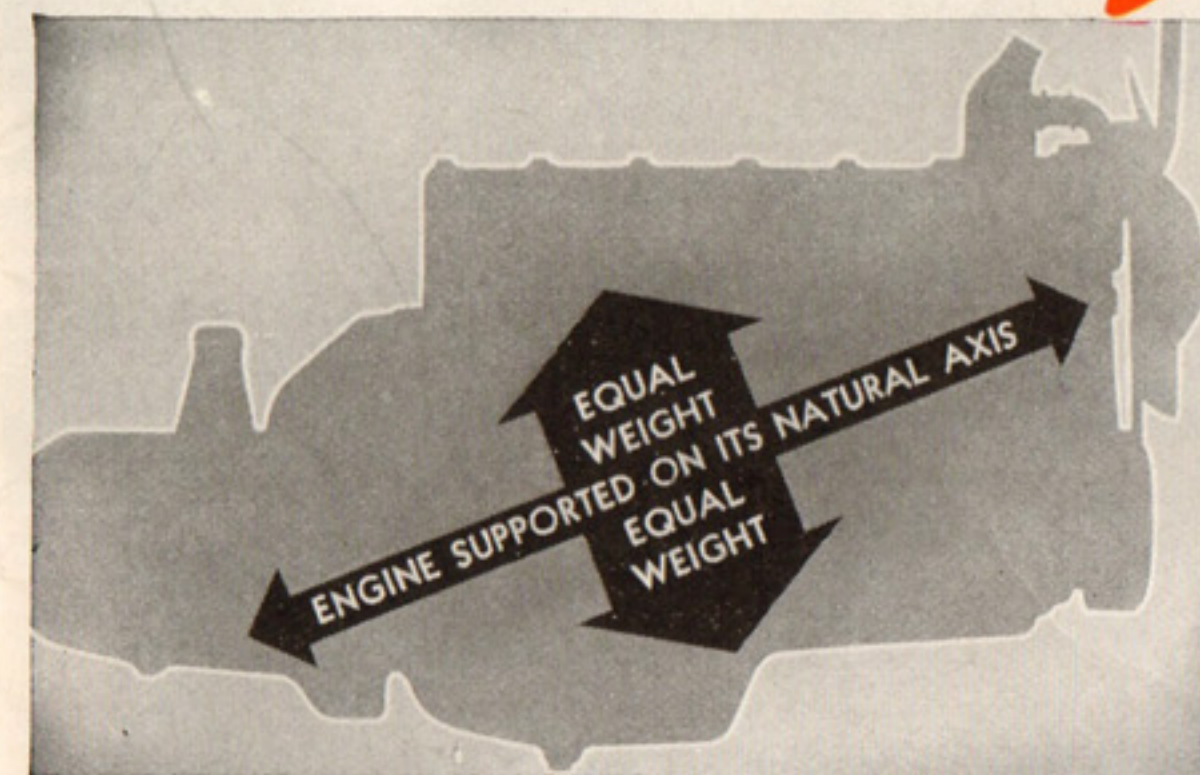 EQUAL
WEIGHT
ENGINE SUPPORTED ON ITS NATURAL AXIS
EQUAL
WEIGHT